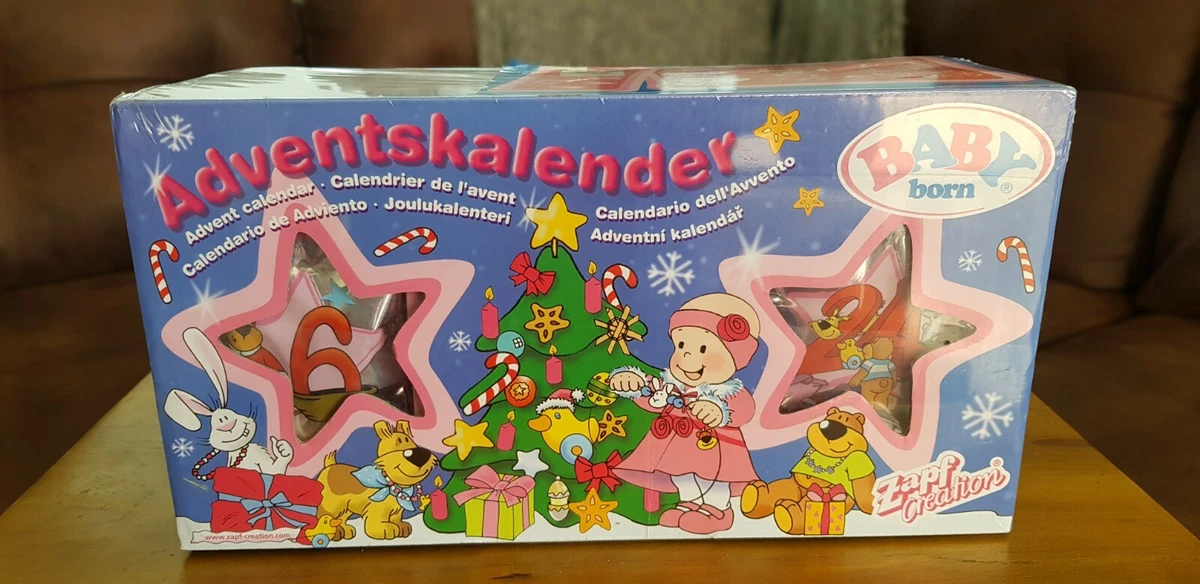 Adventskalender
Advent calendar · Calendrier de l'avent
Calendario de Adviento · Joulukalenteri
Calendario dell'Avvento
Adventní kalendář
BABY
born ®
6
Zapf
Creation®
www.zapf-creation.com